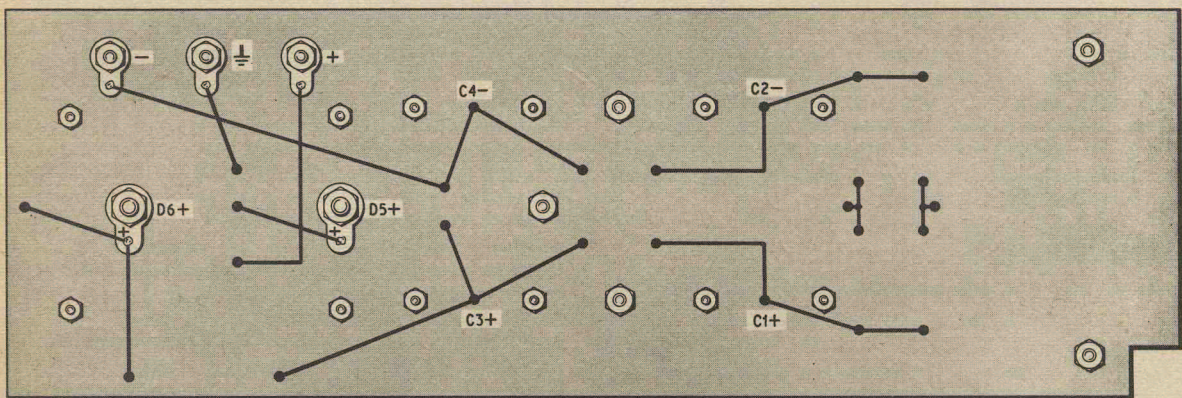 - ⏚ +
C4- C2-
D6+ D5+
+ +
C3+ C1+